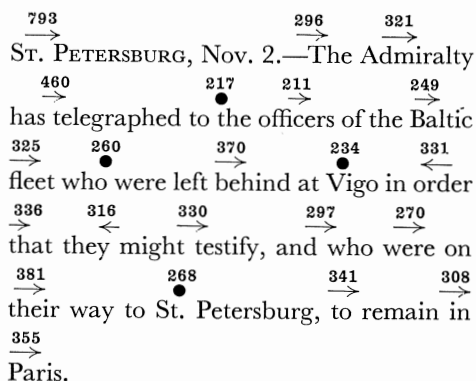 793 296 321
St. Petersburg, Nov. 2.—The Admiralty
460 217 211 249
has telegraphed to the officers of the Baltic
325 260 370 234 331
fleet who were left behind at Vigo in order
336 316 330 297 270
that they might testify, and who were on
381 268 341 308
their way to St. Petersburg, to remain in
355
Paris.